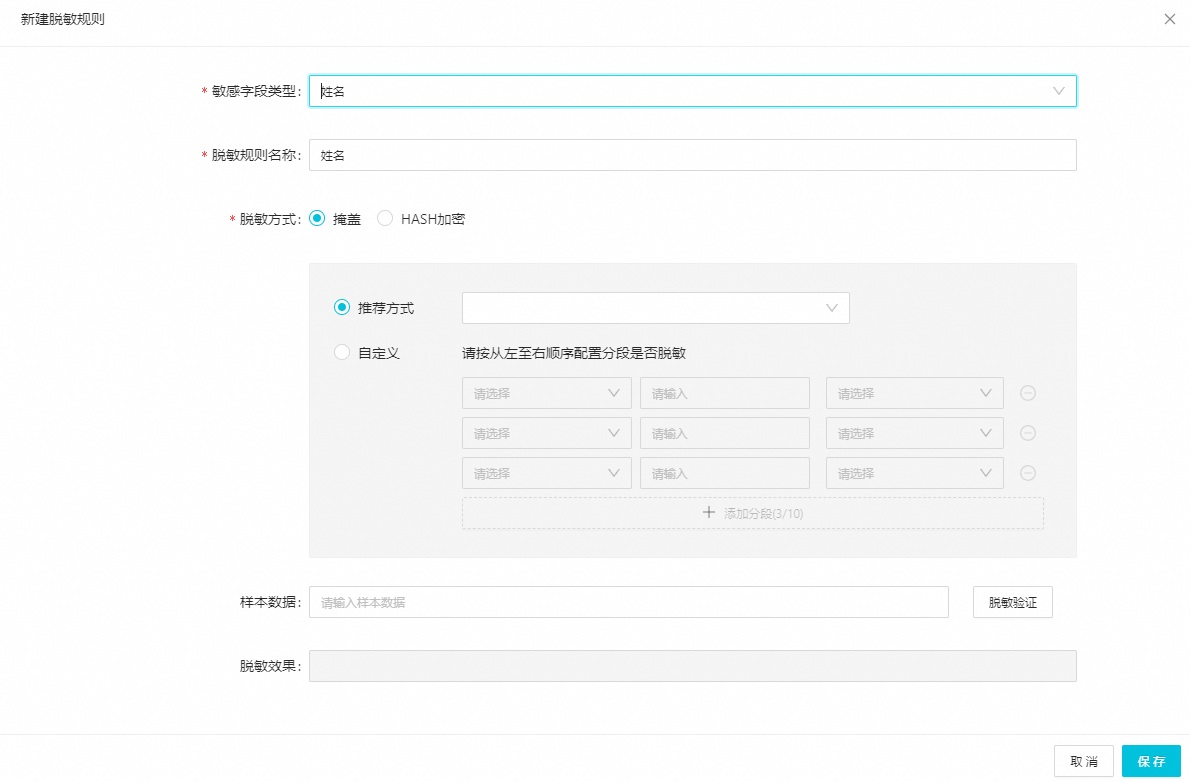 新建脱敏规则
* 敏感字段类型: 姓名
* 脱敏规则名称: 姓名
* 脱敏方式: 掩盖 HASH加密
推荐方式
自定义 请按从左至右顺序配置分段是否脱敏
请选择 请输入 请选择
请选择 请输入 请选择
请选择 请输入 请选择
+ 添加分段(3/10)
样本数据: 请输入样本数据 脱敏验证
脱敏效果:
取消 保存